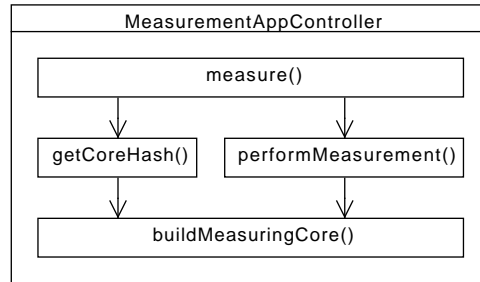 MeasurementAppController
measure()
getCoreHash()
performMeasurement()
buildMeasuringCore()